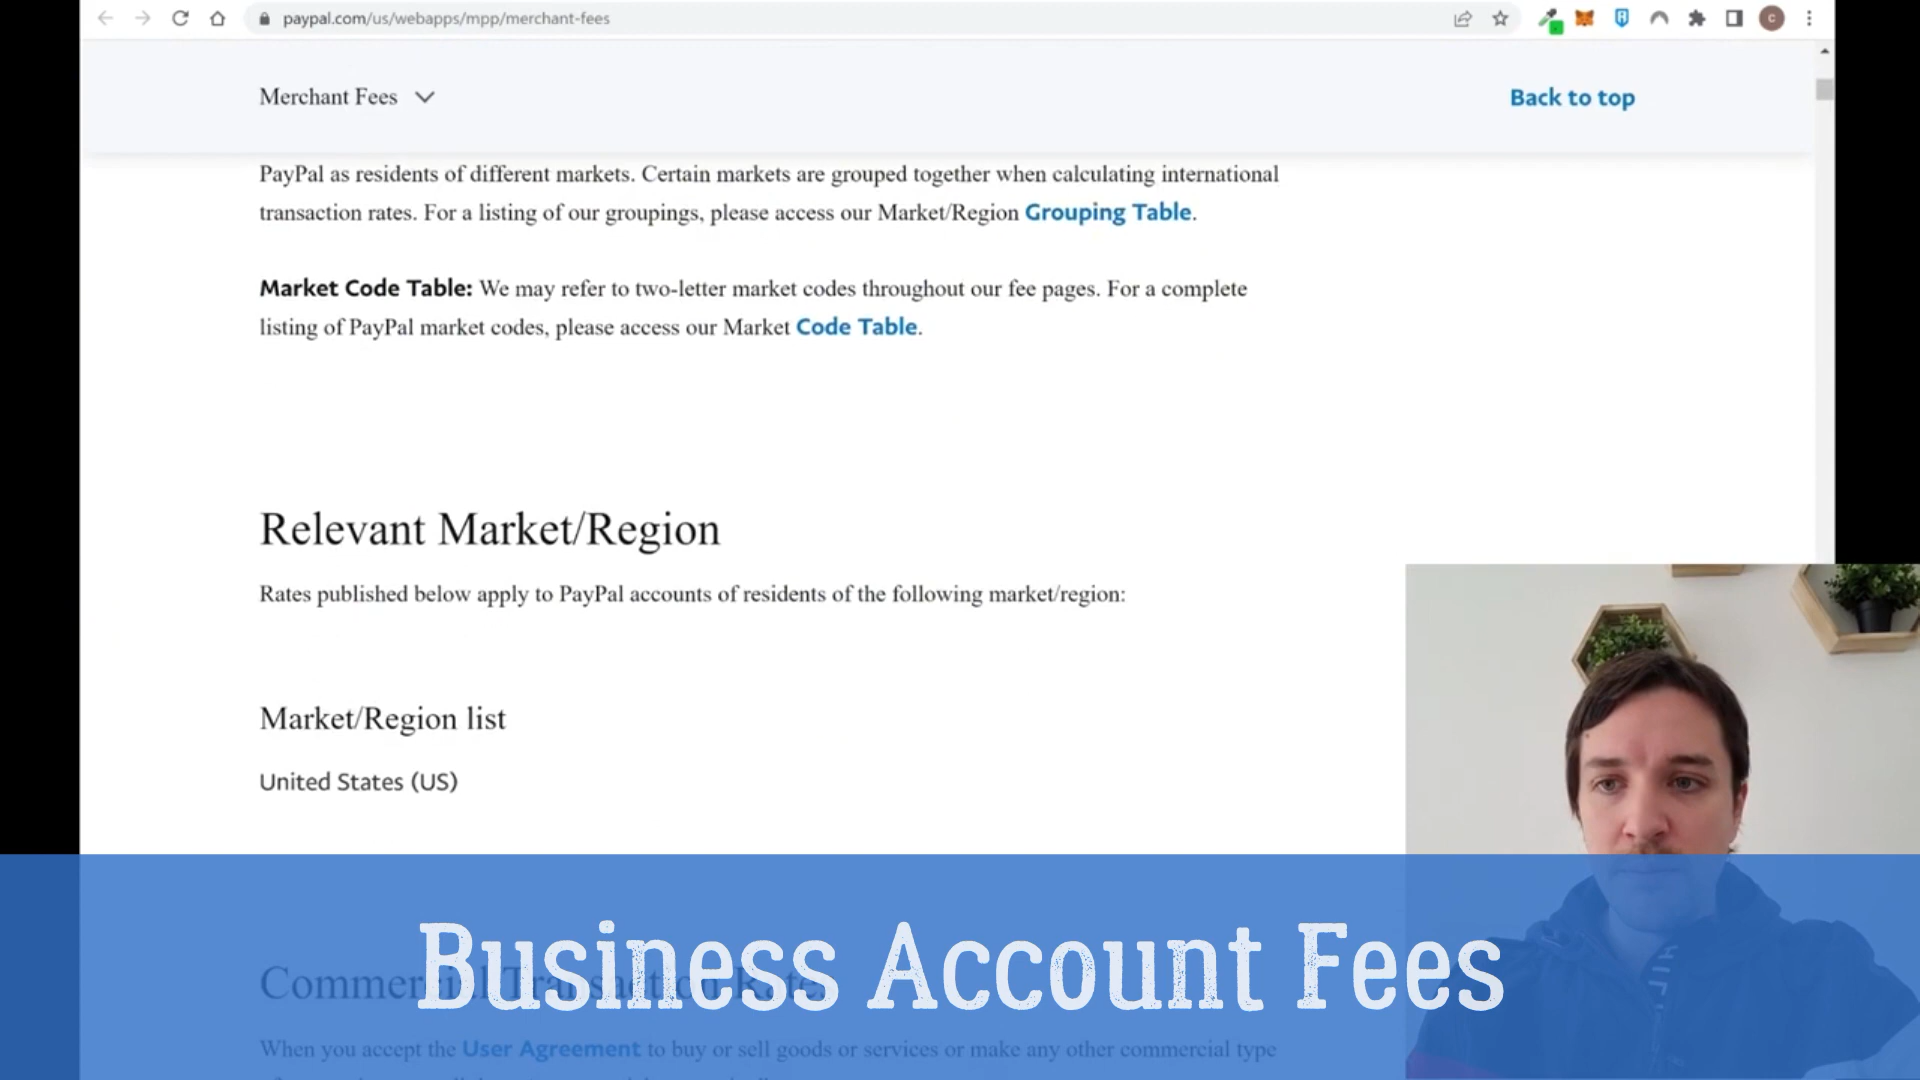 paypal.com/us/webapps/mpp/merchant-fees
C
Merchant Fees
Back to top
PayPal as residents of different markets. Certain markets are grouped together when calculating international
transaction rates. For a listing of our groupings, please access our Market/Region Grouping Table.
Market Code Table: We may refer to two-letter market codes throughout our fee pages. For a complete
listing of PayPal market codes, please access our Market Code Table.
Relevant Market/Region
Rates published below apply to PayPal accounts of residents of the following market/region:
Market/Region list
United States (US)
Business Account Fees
When you accept the User Agreement to buy or sell goods or services or make any other commercial type